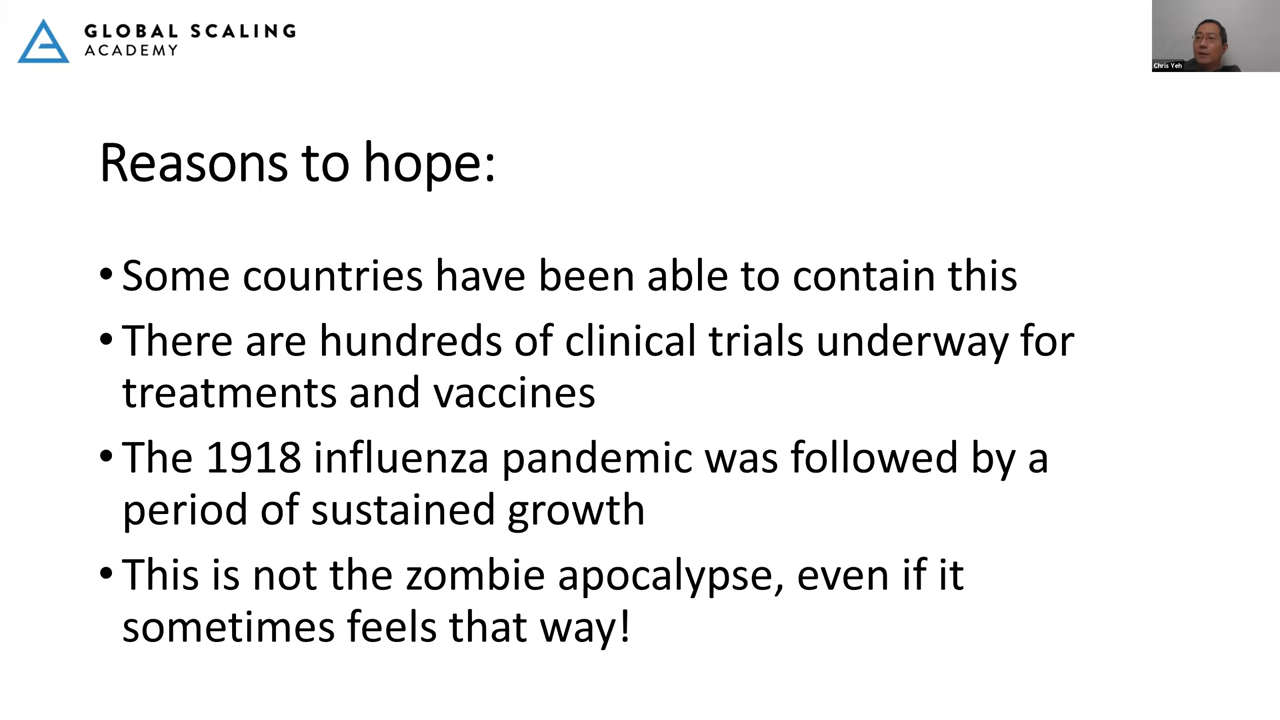 GLOBAL SCALING
ACADEMY
Chris Yeh
Reasons to hope:
• Some countries have been able to contain this
• There are hundreds of clinical trials underway for
treatments and vaccines
• The 1918 influenza pandemic was followed by a
period of sustained growth
• This is not the zombie apocalypse, even if it
sometimes feels that way!